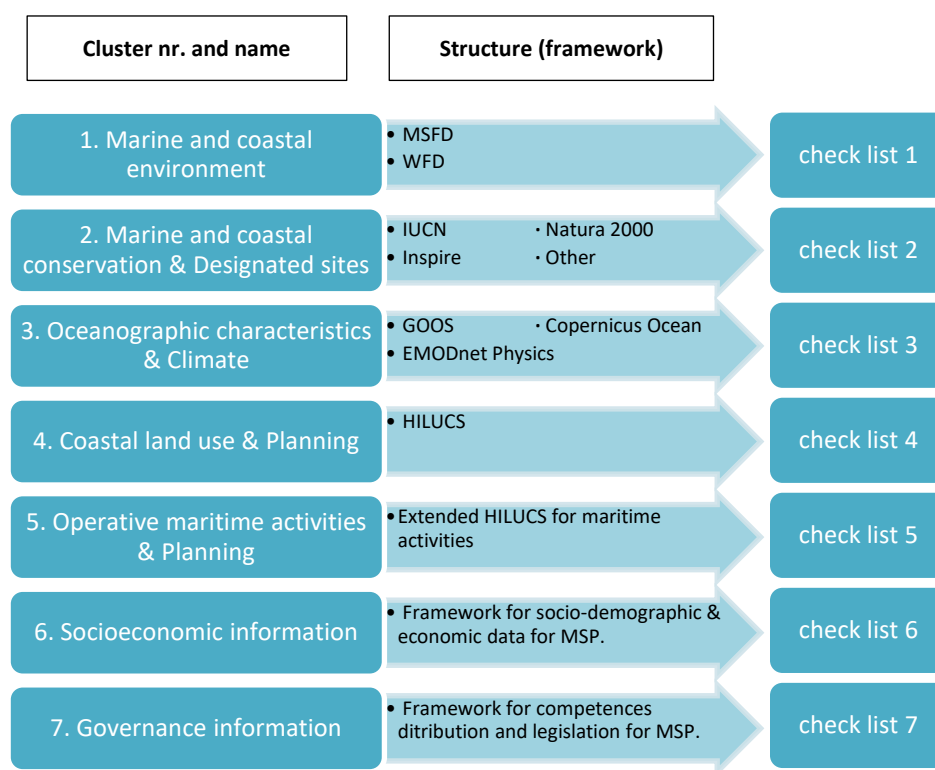 Cluster nr. and name
Structure (framework)
1. Marine and coastal
environment
• MSFD
• WFD
check list 1
2. Marine and coastal
conservation & Designated sites
• IUCN · Natura 2000
• Inspire · Other
check list 2
3. Oceanographic characteristics
& Climate
• GOOS · Copernicus Ocean
• EMODnet Physics
check list 3
4. Coastal land use & Planning
• HILUCS
check list 4
5. Operative maritime activities
& Planning
• Extended HILUCS for maritime
activities
check list 5
6. Socioeconomic information
• Framework for socio-demographic &
economic data for MSP.
check list 6
7. Governance information
• Framework for competences
ditribution and legislation for MSP.
check list 7